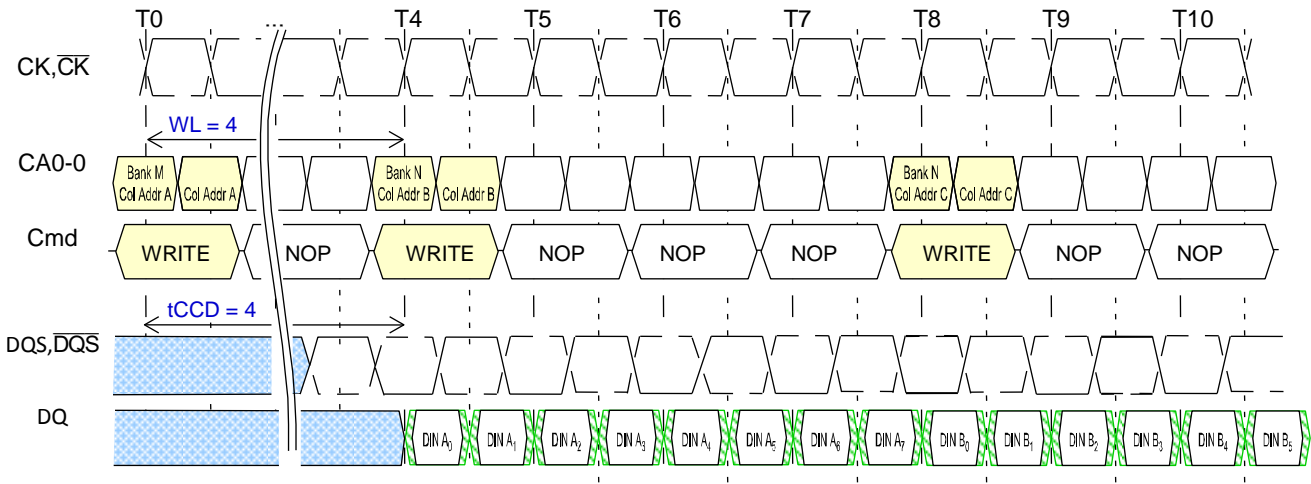 T0 ... T4 T5 T6 T7 T8 T9 T10
CK,C̅K̅
WL = 4
CA0-0
Bank M
Col Addr A
Col Addr A
Bank N
Col Addr B
Col Addr B
Bank N
Col Addr C
Col Addr C
Cmd
WRITE NOP WRITE NOP NOP NOP WRITE NOP NOP
tCCD = 4
DQS,D̅Q̅S̅
DQ
DIN A₀ DIN A₁ DIN A₂ DIN A₃ DIN A₄ DIN A₅ DIN A₆ DIN A₇ DIN B₀ DIN B₁ DIN B₂ DIN B₃ DIN B₄ DIN B₅